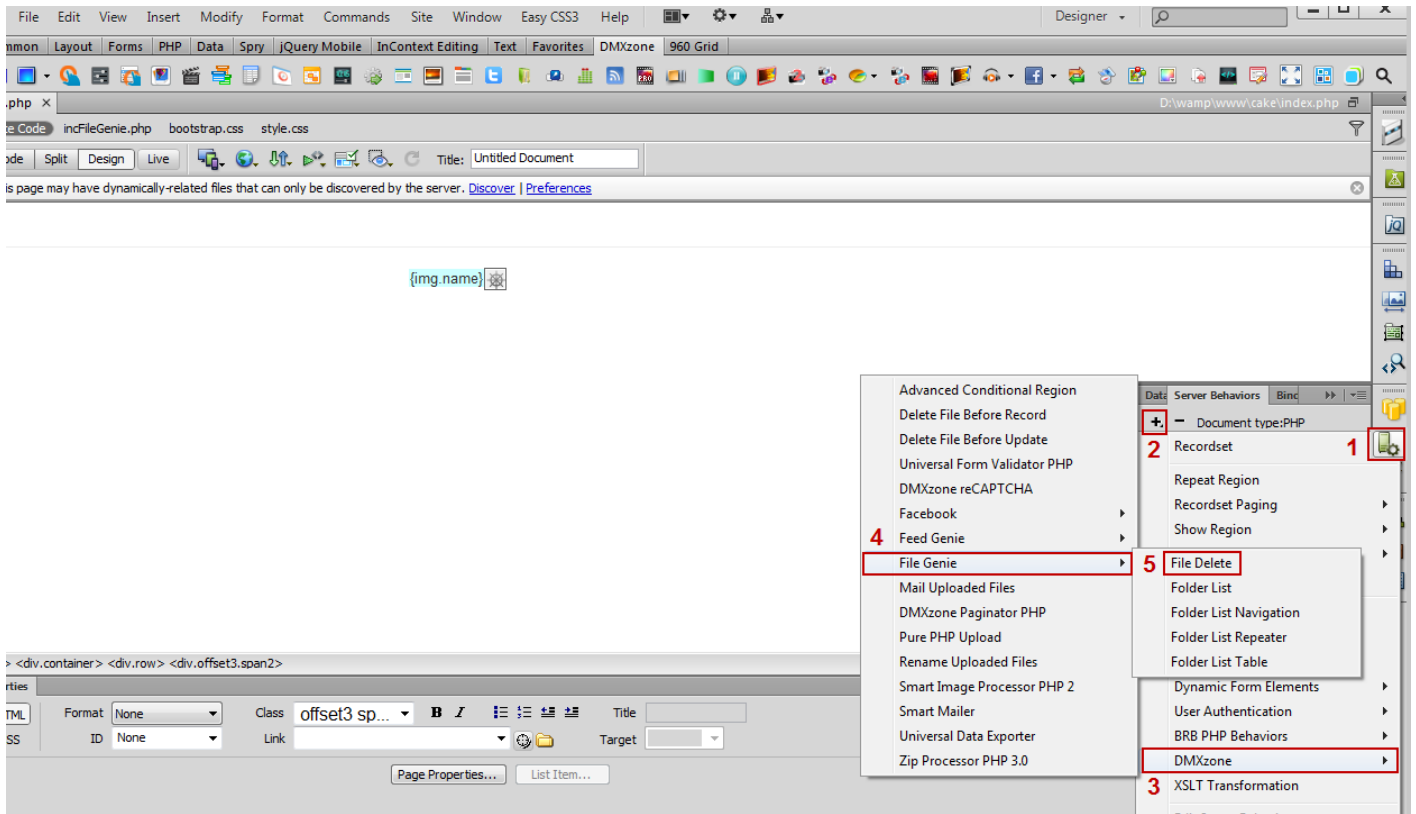 File Edit View Insert Modify Format Commands Site Window Easy CSS3 Help Designer
mmon Layout Forms PHP Data Spry jQuery Mobile InContext Editing Text Favorites DMXzone 960 Grid
.php × D:\wamp\www\cake\index.php
ce Code incFileGenie.php bootstrap.css style.css
ode Split Design Live Title: Untitled Document
is page may have dynamically-related files that can only be discovered by the server. Discover | Preferences
{img.name}
Advanced Conditional Region
Delete File Before Record
Delete File Before Update
Universal Form Validator PHP
DMXzone reCAPTCHA
Facebook
4 Feed Genie
File Genie
Mail Uploaded Files
DMXzone Paginator PHP
Pure PHP Upload
Rename Uploaded Files
Smart Image Processor PHP 2
Smart Mailer
Universal Data Exporter
Zip Processor PHP 3.0
Data Server Behaviors Bind
Document type:PHP
2 Recordset 1
Repeat Region
Recordset Paging
Show Region
5 File Delete
Folder List
Folder List Navigation
Folder List Repeater
Folder List Table
Dynamic Form Elements
User Authentication
BRB PHP Behaviors
DMXzone
3 XSLT Transformation
> <div.container> <div.row> <div.offset3.span2>
rties
TML Format None Class offset3 sp... B I Title
SS ID None Link Target
Page Properties... List Item...